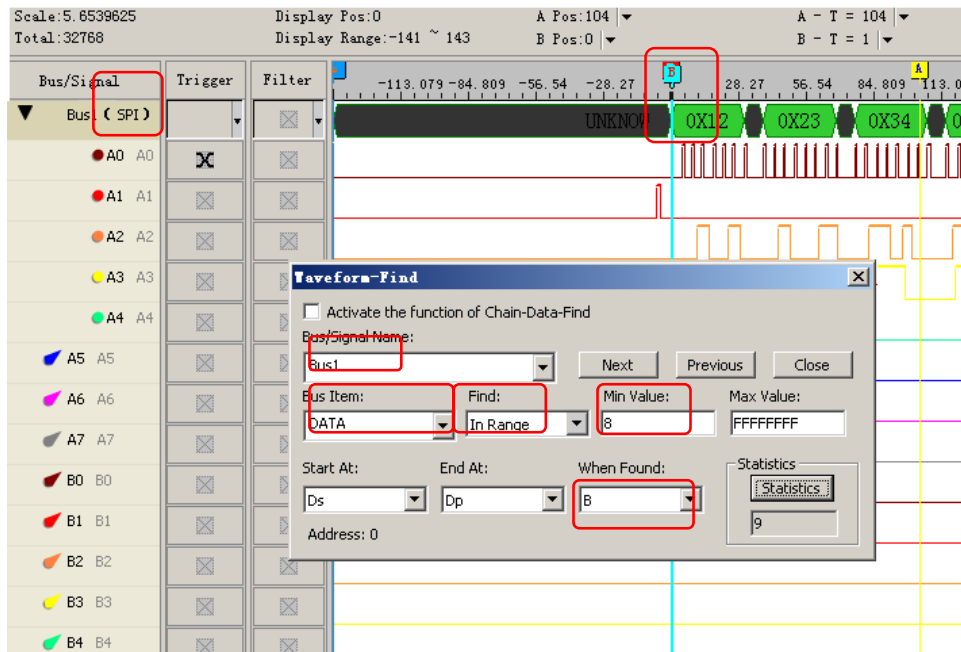 Scale:5.6539625 Display Pos:0 A Pos:104 A - T = 104
Total:32768 Display Range:-141 ~ 143 B Pos:0 B - T = 1
Bus/Signal Trigger Filter -113.079 -84.809 -56.54 -28.27 B 28.27 56.54 84.809 A 113.0
Bus1 (SPI) UNKNOW 0X12 0X23 0X34 0
A0 A0
A1 A1
A2 A2
Waveform-Find
A3 A3
Activate the function of Chain-Data-Find
A4 A4
Bus/Signal Name:
A5 A5
Bus1 Next Previous Close
A6 A6
Bus Item: Find: Min Value: Max Value:
DATA In Range 8 FFFFFFFF
A7 A7
Start At: End At: When Found: Statistics
B0 B0
Ds Dp B Statistics
B1 B1
9
Address: 0
B2 B2
B3 B3
B4 B4